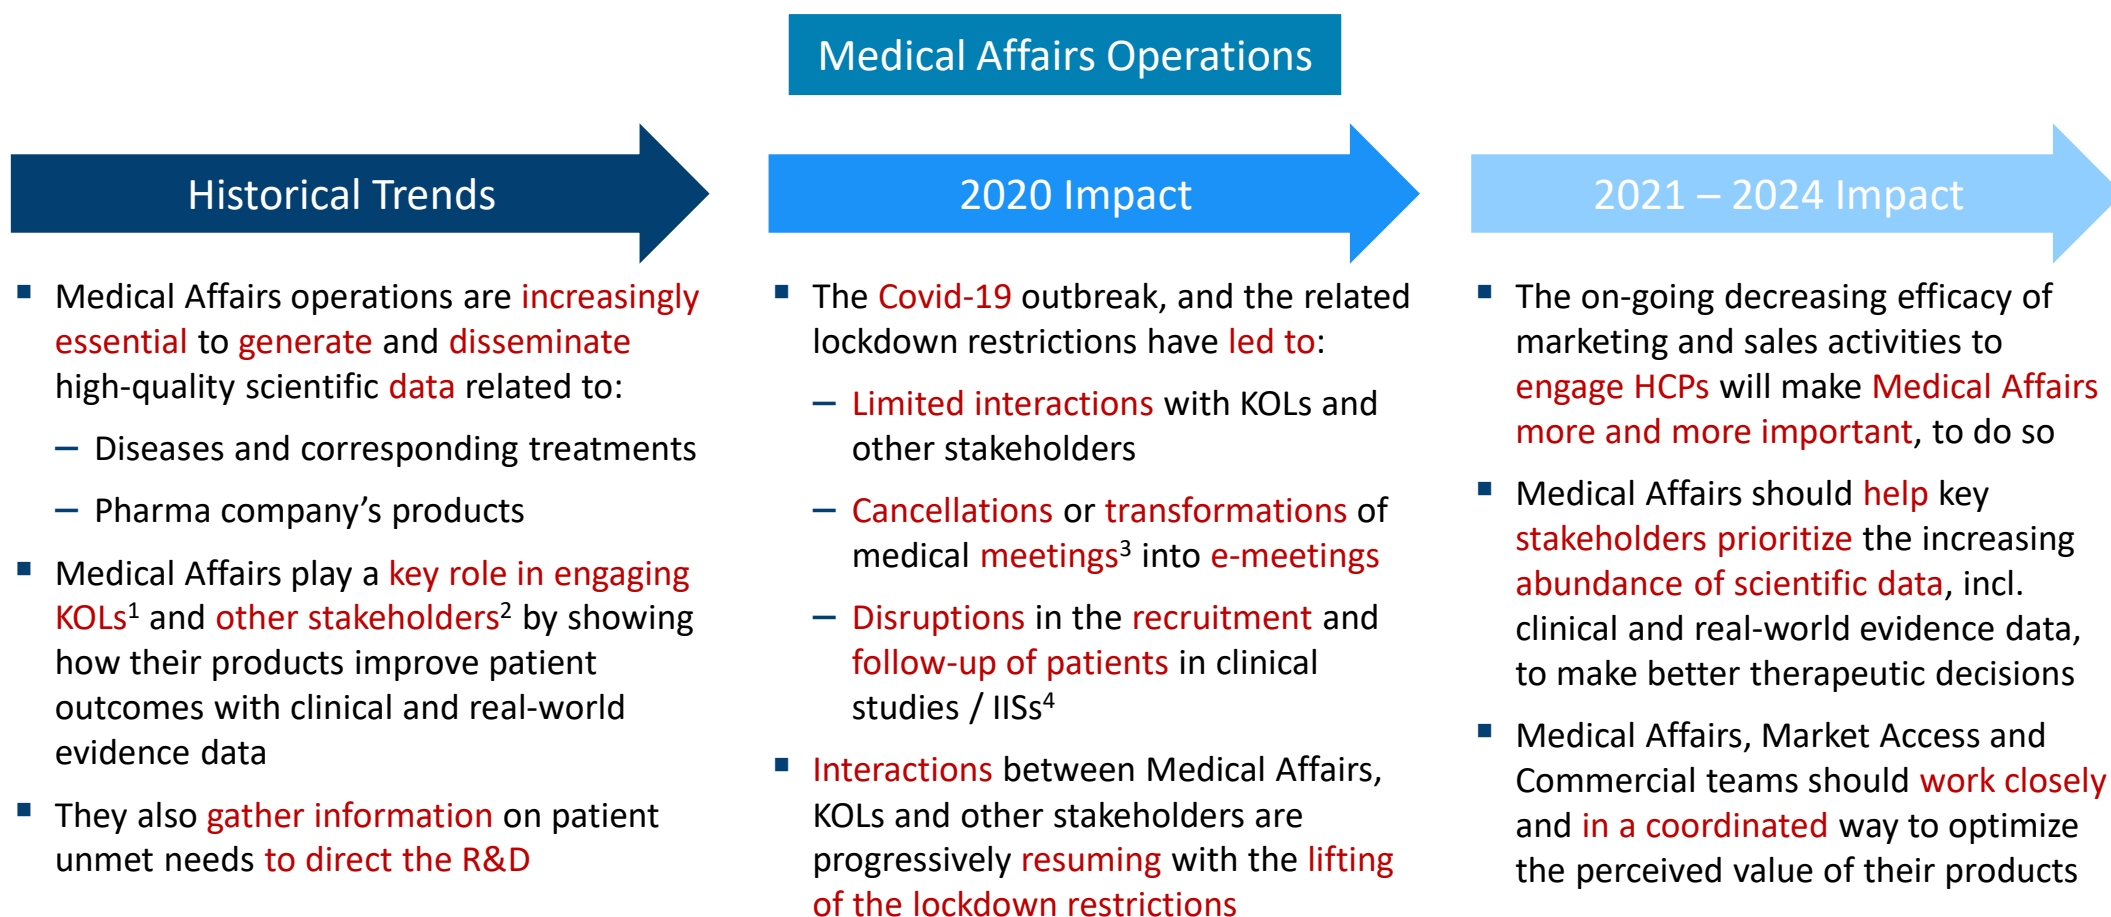 Medical Affairs Operations
Historical Trends
▪ Medical Affairs operations are increasingly
essential to generate and disseminate
high-quality scientific data related to:
– Diseases and corresponding treatments
– Pharma company’s products
▪ Medical Affairs play a key role in engaging
KOLs¹ and other stakeholders² by showing
how their products improve patient
outcomes with clinical and real-world
evidence data
▪ They also gather information on patient
unmet needs to direct the R&D
2020 Impact
▪ The Covid-19 outbreak, and the related
lockdown restrictions have led to:
– Limited interactions with KOLs and
other stakeholders
– Cancellations or transformations of
medical meetings³ into e-meetings
– Disruptions in the recruitment and
follow-up of patients in clinical
studies / IISs⁴
▪ Interactions between Medical Affairs,
KOLs and other stakeholders are
progressively resuming with the lifting
of the lockdown restrictions
2021 – 2024 Impact
▪ The on-going decreasing efficacy of
marketing and sales activities to
engage HCPs will make Medical Affairs
more and more important, to do so
▪ Medical Affairs should help key
stakeholders prioritize the increasing
abundance of scientific data, incl.
clinical and real-world evidence data,
to make better therapeutic decisions
▪ Medical Affairs, Market Access and
Commercial teams should work closely
and in a coordinated way to optimize
the perceived value of their products